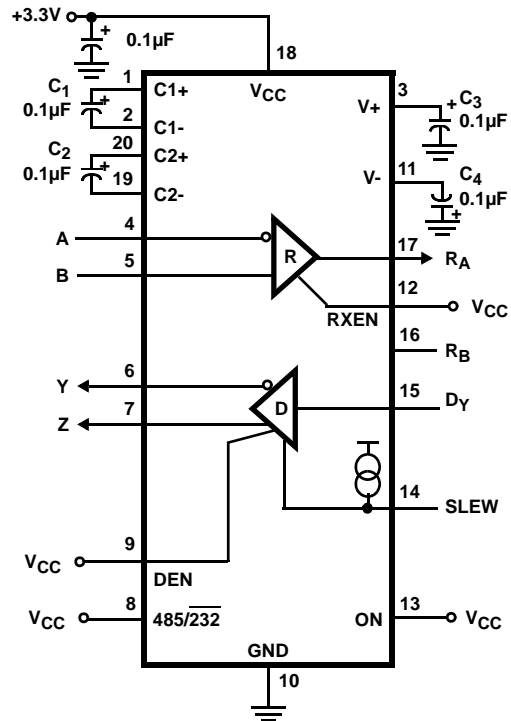 +3.3V
0.1µF
18
1
C1+
VCC
3
C1
0.1µF
V+
C3
0.1µF
2
C1-
20
C2+
C2
0.1µF
19
C2-
11
V-
C4
0.1µF
4
A
R
17
RA
5
B
12
RXEN
VCC
16
RB
6
Y
D
15
DY
7
Z
14
SLEW
9
VCC
DEN
8
13
VCC
485/232
ON
VCC
GND
10